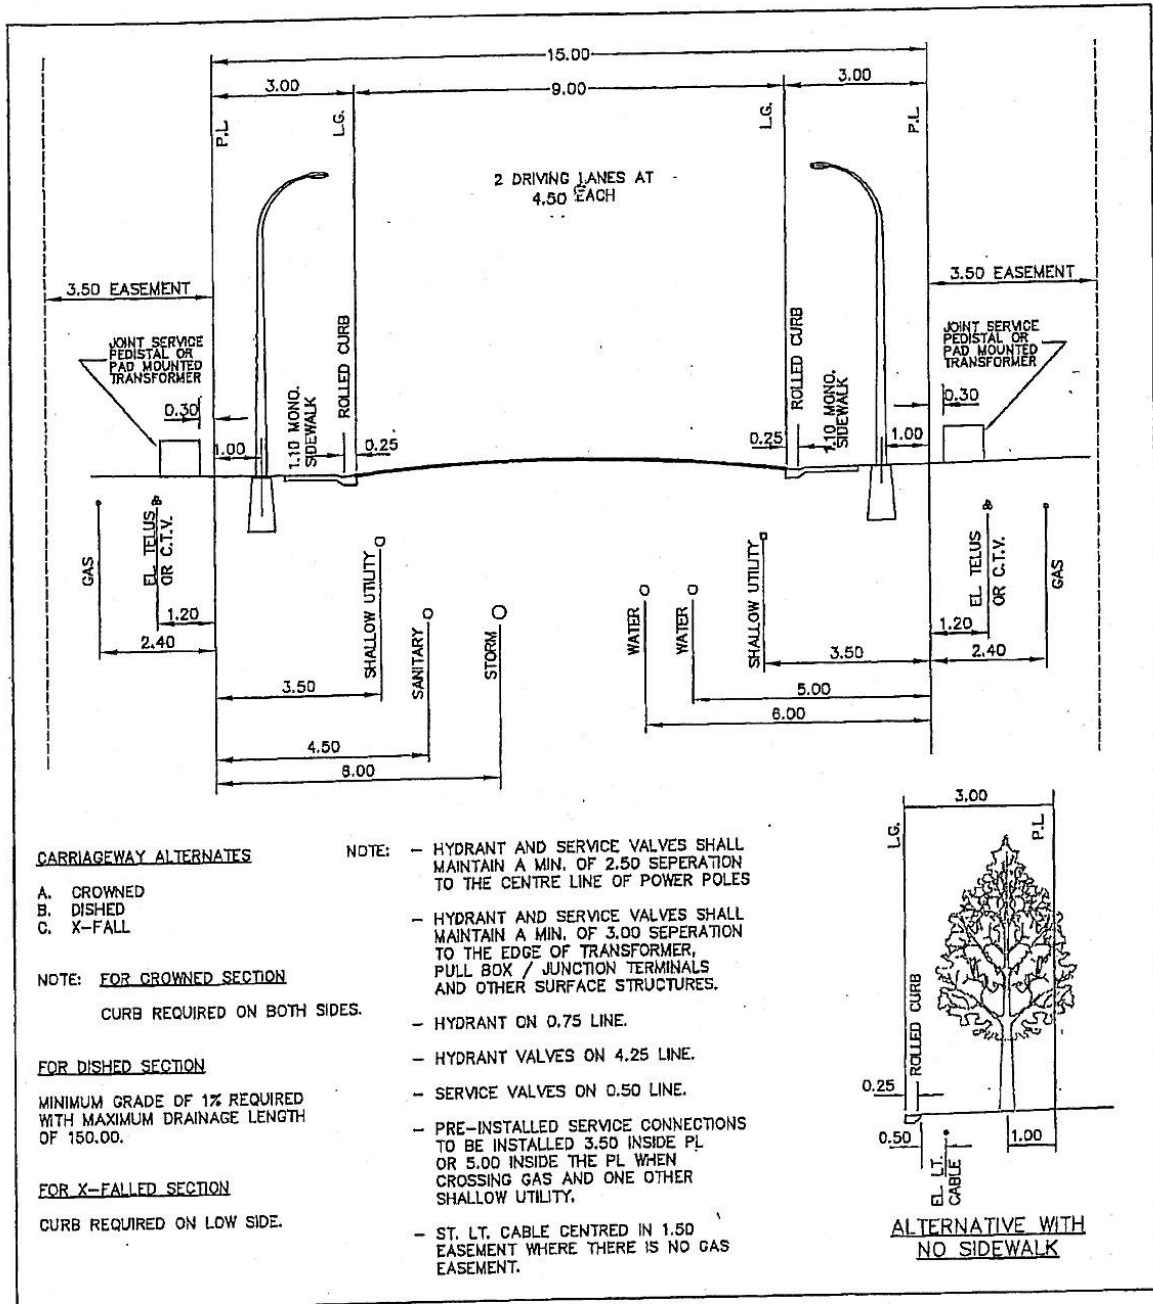 15.00
3.00
9.00
3.00
P.L.
L.G.
L.G.
P.L.
2 DRIVING LANES AT
4.50 EACH
3.50 EASEMENT
3.50 EASEMENT
JOINT SERVICE
PEDISTAL OR
PAD MOUNTED
TRANSFORMER
JOINT SERVICE
PEDISTAL OR
PAD MOUNTED
TRANSFORMER
0.30
1.00
1.10 MONO.
SIDEWALK
ROLLED CURB
0.25
0.25
ROLLED CURB
1.10 MONO.
SIDEWALK
1.00
0.30
GAS
EL TELUS
OR C.T.V.
1.20
2.40
SHALLOW UTILITY
SANITARY
STORM
3.50
4.50
6.00
WATER
WATER
SHALLOW UTILITY
3.50
5.00
6.00
EL TELUS
OR C.T.V.
GAS
1.20
2.40
CARRIAGEWAY ALTERNATES
A. CROWNED
B. DISHED
C. X-FALL
NOTE: FOR CROWNED SECTION
CURB REQUIRED ON BOTH SIDES.
FOR DISHED SECTION
MINIMUM GRADE OF 1% REQUIRED
WITH MAXIMUM DRAINAGE LENGTH
OF 150.00.
FOR X-FALLED SECTION
CURB REQUIRED ON LOW SIDE.
NOTE: - HYDRANT AND SERVICE VALVES SHALL
MAINTAIN A MIN. OF 2.50 SEPERATION
TO THE CENTRE LINE OF POWER POLES
- HYDRANT AND SERVICE VALVES SHALL
MAINTAIN A MIN. OF 3.00 SEPERATION
TO THE EDGE OF TRANSFORMER,
PULL BOX / JUNCTION TERMINALS
AND OTHER SURFACE STRUCTURES.
- HYDRANT ON 0.75 LINE.
- HYDRANT VALVES ON 4.25 LINE.
- SERVICE VALVES ON 0.50 LINE.
- PRE-INSTALLED SERVICE CONNECTIONS
TO BE INSTALLED 3.50 INSIDE PL
OR 5.00 INSIDE THE PL WHEN
CROSSING GAS AND ONE OTHER
SHALLOW UTILITY.
- ST. LT. CABLE CENTRED IN 1.50
EASEMENT WHERE THERE IS NO GAS
EASEMENT.
3.00
L.G.
P.L.
ROLLED CURB
0.25
0.50
EL LT.
CABLE
1.00
ALTERNATIVE WITH
NO SIDEWALK